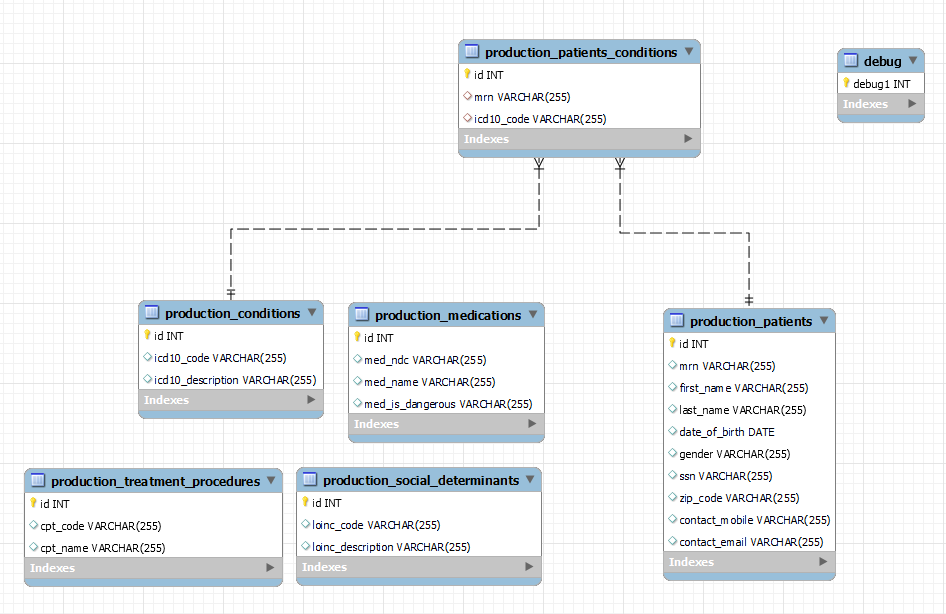 production_patients_conditions
id INT
mrn VARCHAR(255)
icd10_code VARCHAR(255)
Indexes
debug
debug1 INT
Indexes
production_conditions
id INT
icd10_code VARCHAR(255)
icd10_description VARCHAR(255)
Indexes
production_medications
id INT
med_ndc VARCHAR(255)
med_name VARCHAR(255)
med_is_dangerous VARCHAR(255)
Indexes
production_patients
id INT
mrn VARCHAR(255)
first_name VARCHAR(255)
last_name VARCHAR(255)
date_of_birth DATE
gender VARCHAR(255)
ssn VARCHAR(255)
zip_code VARCHAR(255)
contact_mobile VARCHAR(255)
contact_email VARCHAR(255)
Indexes
production_treatment_procedures
id INT
cpt_code VARCHAR(255)
cpt_name VARCHAR(255)
Indexes
production_social_determinants
id INT
loinc_code VARCHAR(255)
loinc_description VARCHAR(255)
Indexes